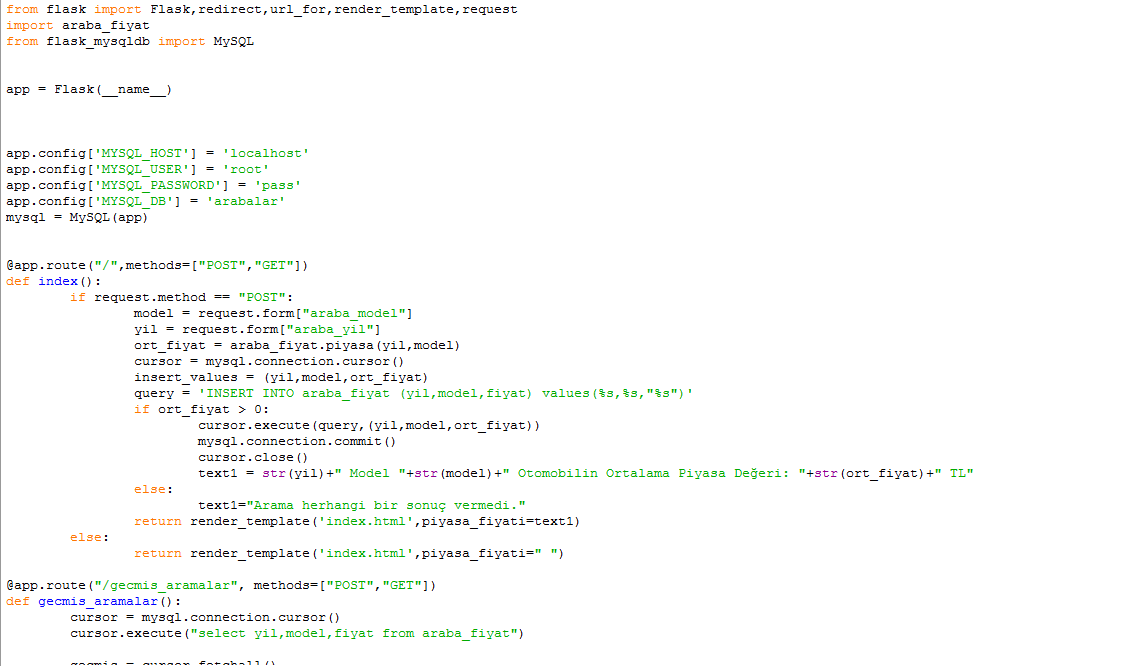 from flask import Flask,redirect,url_for,render_template,request
import araba_fiyat
from flask_mysqldb import MySQL
app = Flask(__name__)
app.config['MYSQL_HOST'] = 'localhost'
app.config['MYSQL_USER'] = 'root'
app.config['MYSQL_PASSWORD'] = 'pass'
app.config['MYSQL_DB'] = 'arabalar'
mysql = MySQL(app)
@app.route("/",methods=["POST","GET"])
def index():
        if request.method == "POST":
                model = request.form["araba_model"]
                yil = request.form["araba_yil"]
                ort_fiyat = araba_fiyat.piyasa(yil,model)
                cursor = mysql.connection.cursor()
                insert_values = (yil,model,ort_fiyat)
                query = 'INSERT INTO araba_fiyat (yil,model,fiyat) values(%s,%s,"%s")'
                if ort_fiyat > 0:
                        cursor.execute(query,(yil,model,ort_fiyat))
                        mysql.connection.commit()
                        cursor.close()
                        text1 = str(yil)+" Model "+str(model)+" Otomobilin Ortalama Piyasa Değeri: "+str(ort_fiyat)+" TL"
                else:
                        text1="Arama herhangi bir sonuç vermedi."
                return render_template('index.html',piyasa_fiyati=text1)
        else:
                return render_template('index.html',piyasa_fiyati=" ")
@app.route("/gecmis_aramalar", methods=["POST","GET"])
def gecmis_aramalar():
        cursor = mysql.connection.cursor()
        cursor.execute("select yil,model,fiyat from araba_fiyat")
        gecmis = cursor.fetchall()